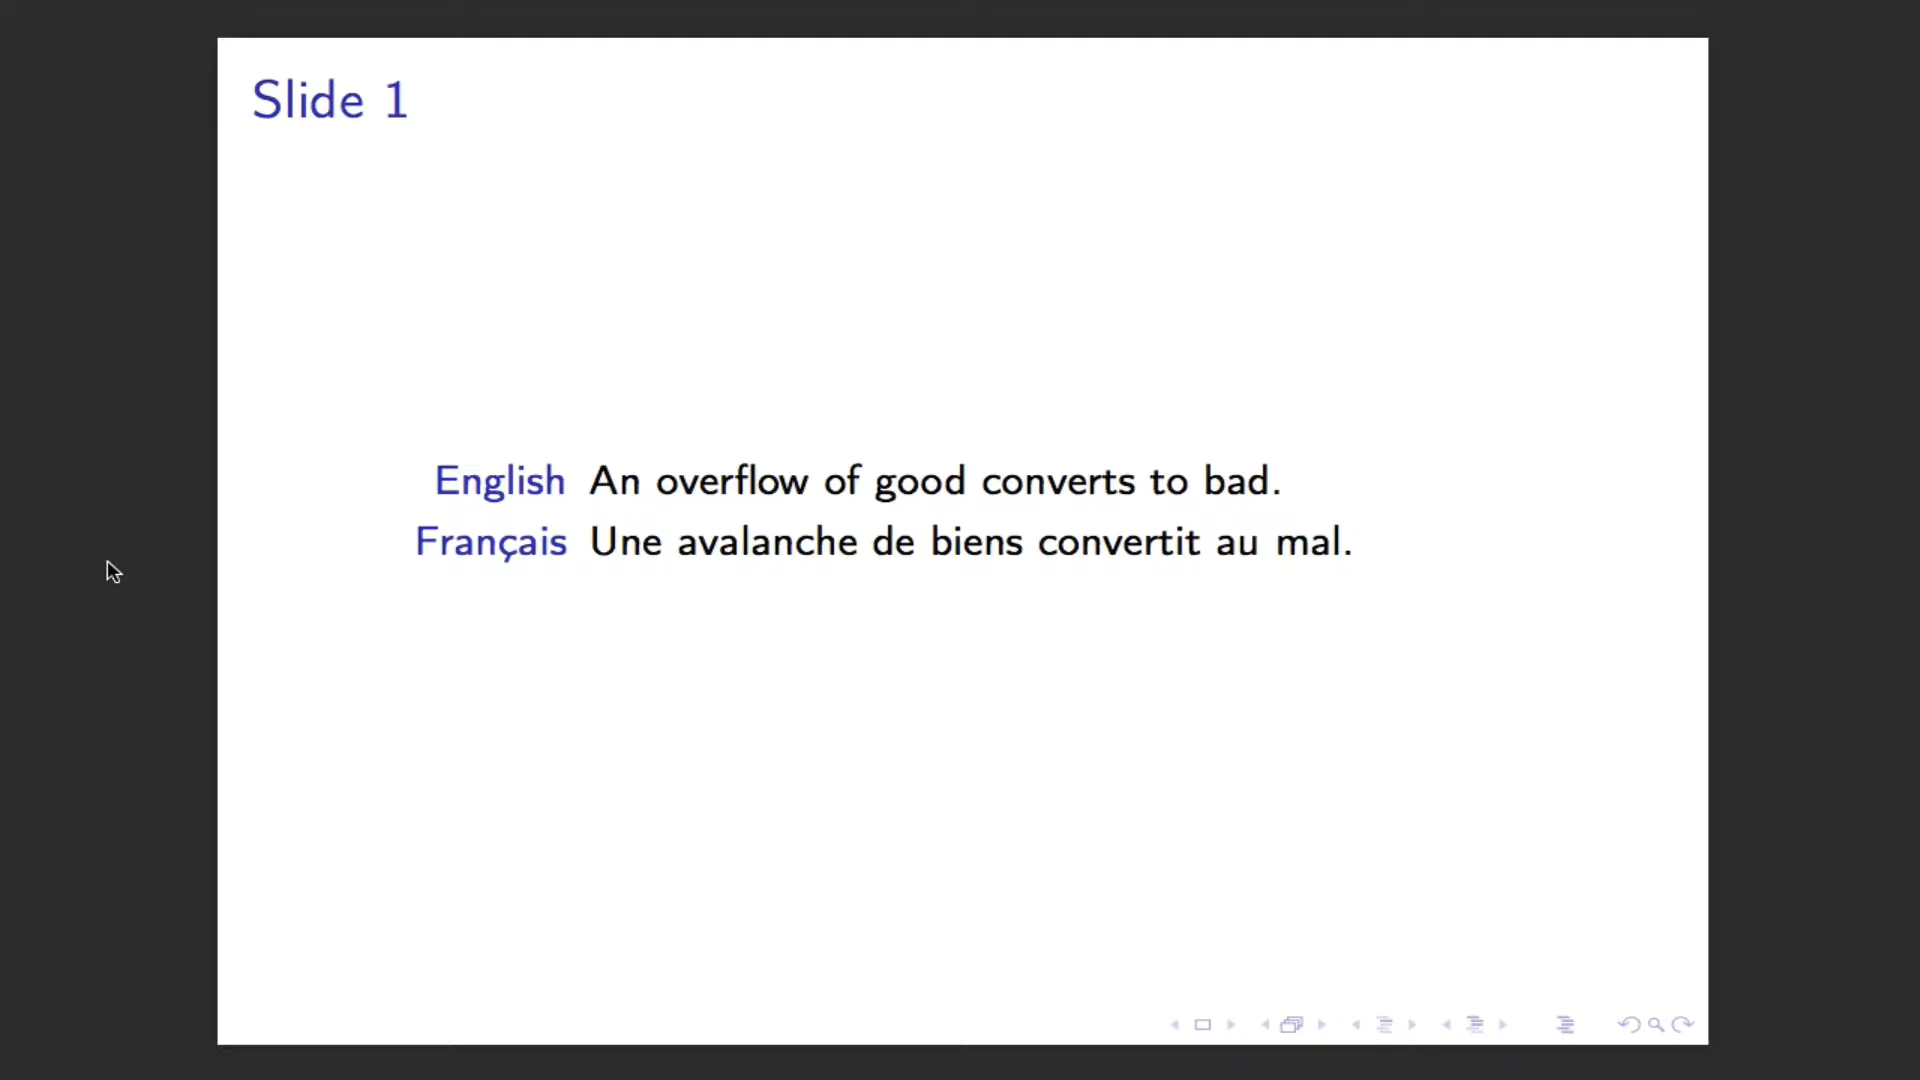 Slide 1
English An overflow of good converts to bad.
Français Une avalanche de biens convertit au mal.